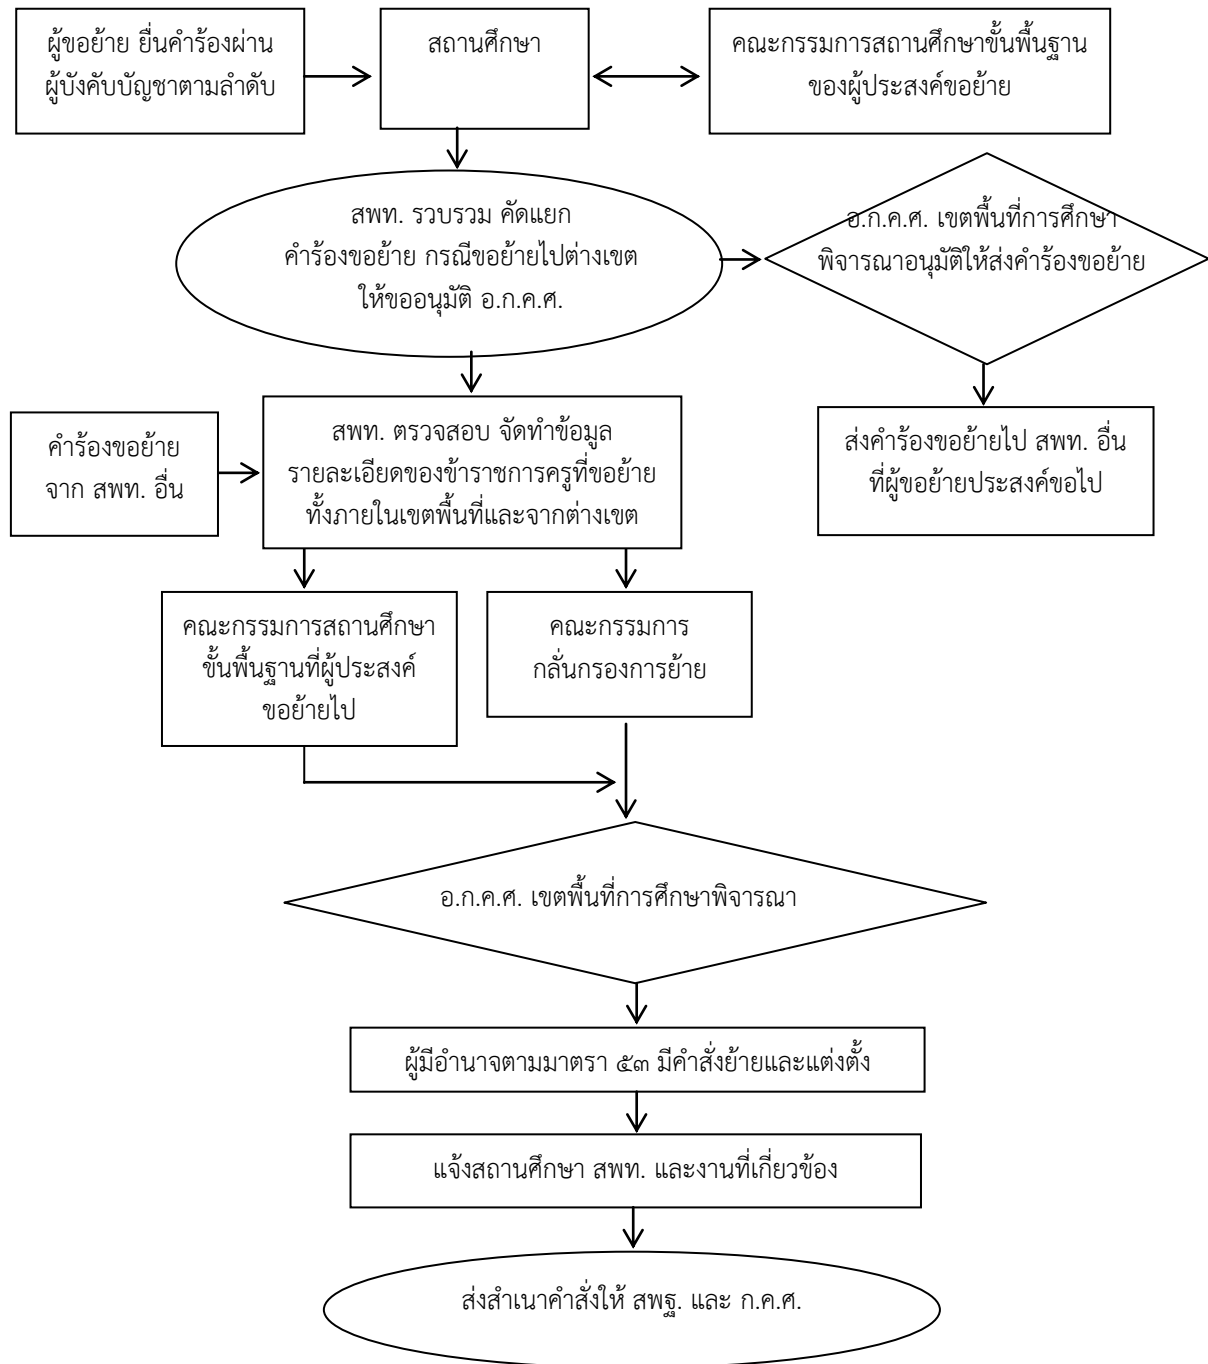 ผู้ขอย้าย ยื่นคำร้องผ่าน
ผู้บังคับบัญชาตามลำดับ
สถานศึกษา
คณะกรรมการสถานศึกษาขั้นพื้นฐาน
ของผู้ประสงค์ขอย้าย
สพท. รวบรวม คัดแยก
คำร้องขอย้าย กรณีขอย้ายไปต่างเขต
ให้ขออนุมัติ อ.ก.ค.ศ.
อ.ก.ค.ศ. เขตพื้นที่การศึกษา
พิจารณาอนุมัติให้ส่งคำร้องขอย้าย
คำร้องขอย้าย
จาก สพท. อื่น
สพท. ตรวจสอบ จัดทำข้อมูล
รายละเอียดของข้าราชการครูที่ขอย้าย
ทั้งภายในเขตพื้นที่และจากต่างเขต
ส่งคำร้องขอย้ายไป สพท. อื่น
ที่ผู้ขอย้ายประสงค์ขอไป
คณะกรรมการสถานศึกษา
ขั้นพื้นฐานที่ผู้ประสงค์
ขอย้ายไป
คณะกรรมการ
กลั่นกรองการย้าย
อ.ก.ค.ศ. เขตพื้นที่การศึกษาพิจารณา
ผู้มีอำนาจตามมาตรา ๕๓ มีคำสั่งย้ายและแต่งตั้ง
แจ้งสถานศึกษา สพท. และงานที่เกี่ยวข้อง
ส่งสำเนาคำสั่งให้ สพฐ. และ ก.ค.ศ.